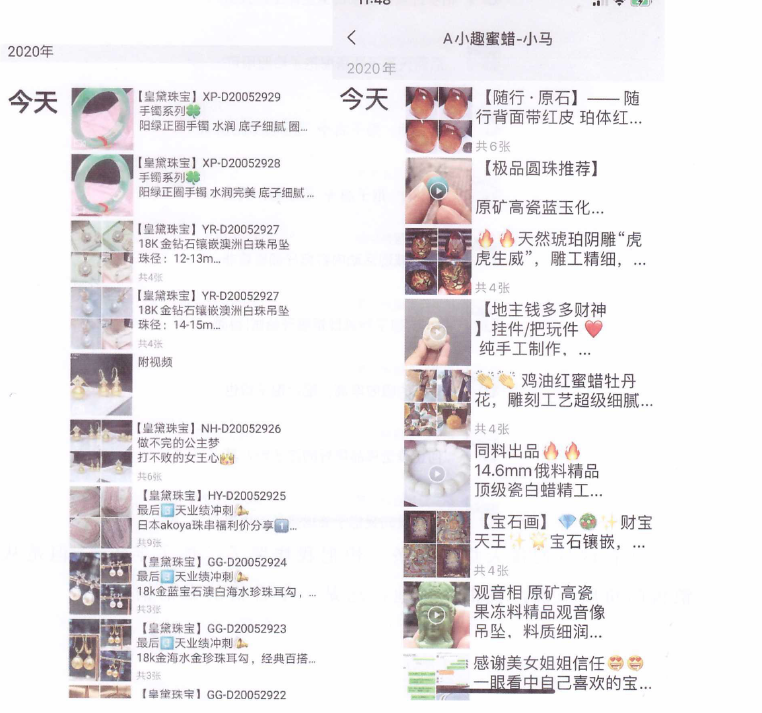 2020年
今天
【皇黛珠宝】XP-D20052929
手镯系列🍀
阳绿正圈手镯 水润 底子细腻 圈...
【皇黛珠宝】XP-D20052928
手镯系列🍀
阳绿正圈手镯 水润完美 底子细腻 ...
【皇黛珠宝】YR-D20052927
18K金钻石镶嵌澳洲白珠吊坠
珠径：12-13m...
共4张
【皇黛珠宝】YR-D20052927
18K金钻石镶嵌澳洲白珠吊坠
珠径：14-15m...
共4张
附视频
【皇黛珠宝】NH-D20052926
做不完的公主梦
打不败的女王心👸
共6张
【皇黛珠宝】HY-D20052925
最后天业绩冲刺
日本akoya珠串福利价分享...
共9张
【皇黛珠宝】GG-D20052924
最后天业绩冲刺
18k金蓝宝石澳白海水珍珠耳勾，...
共3张
【皇黛珠宝】GG-D20052923
最后天业绩冲刺
18k金海水金珍珠耳勾，经典百搭...
共3张
【皇黛珠宝】GG-D20052922
11:48
A小趣蜜蜡-小马
2020年
今天
【随行·原石】—— 随
行背面带红皮 珀体红...
共6张
【极品圆珠推荐】
原矿高瓷蓝玉化...
🔥🔥天然琥珀阴雕“虎
虎生威”，雕工精细，...
共4张
【地主钱多多财神
】挂件/把玩件 ❤️
纯手工制作，...
👏👏 鸡油红蜜蜡牡丹
花，雕刻工艺超级细腻...
共4张
同料出品🔥🔥
14.6mm俄料精品
顶级瓷白蜡精工...
【宝石画】💎✨财宝
天王✨🌟宝石镶嵌，...
共4张
观音相 原矿高瓷
果冻料精品观音像
吊坠，料质细润...
感谢美女姐姐信任😍😍
一眼看中自己喜欢的宝...